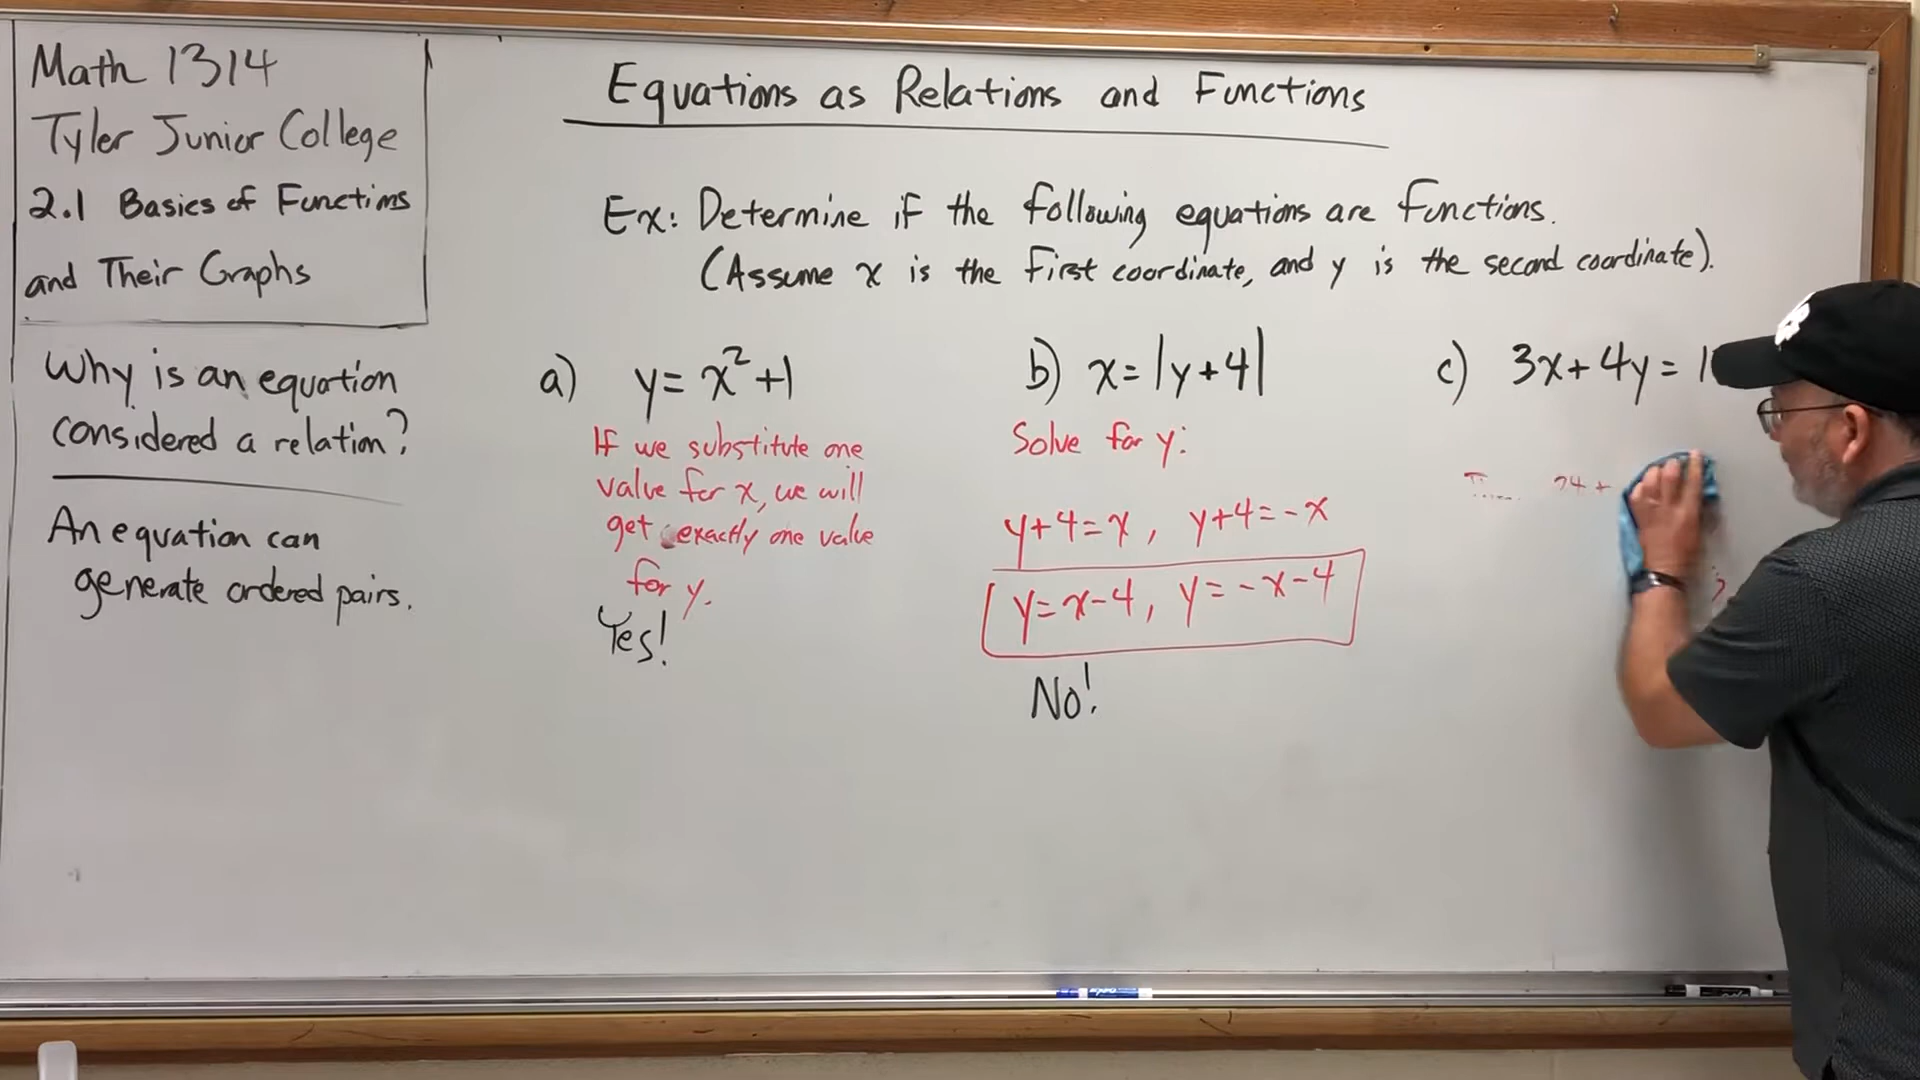 Math 1314
Tyler Junior College
2.1 Basics of Functions
and Their Graphs
Why is an equation
considered a relation?
An equation can
generate ordered pairs.
Equations as Relations and Functions
Ex: Determine if the following equations are functions.
(Assume x is the first coordinate, and y is the second coordinate).
a) y = x² + 1
If we substitute one
value for x, we will
get exactly one value
for y.
Yes!
b) x = |y+4|
Solve for y:
y+4=x, y+4=-x
y=x-4, y=-x-4
No!
c) 3x+4y=